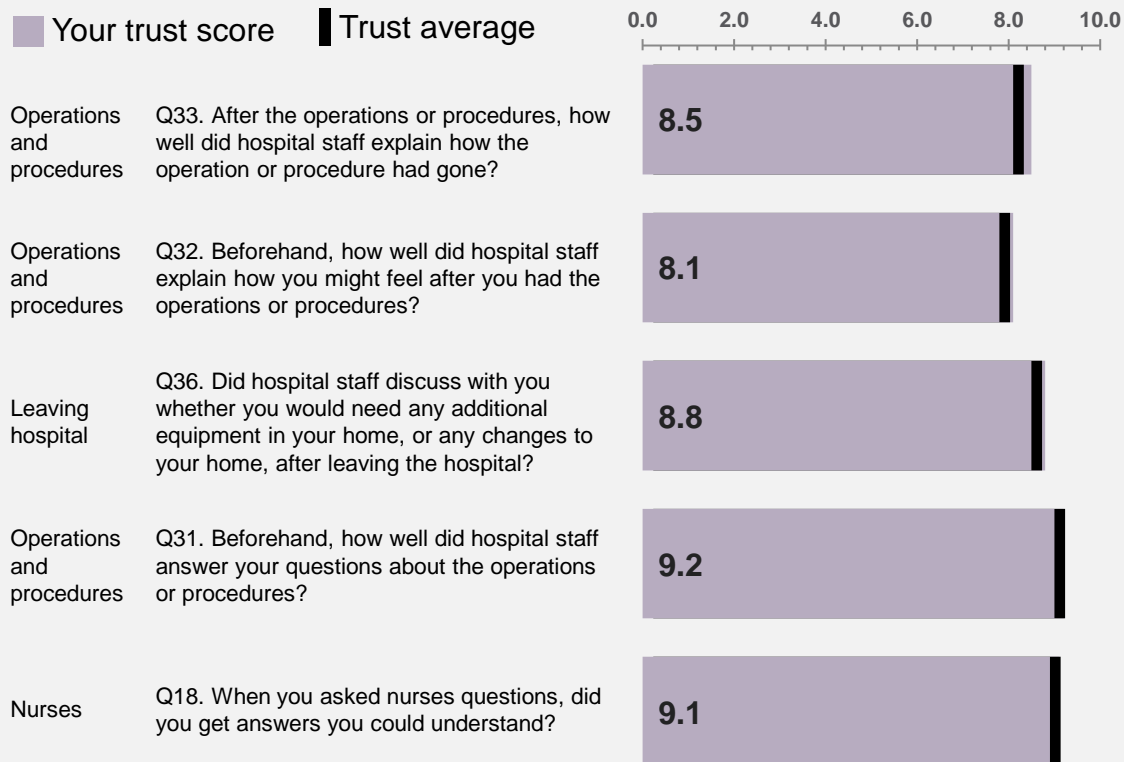 Your trust score
Trust average
0.0 2.0 4.0 6.0 8.0 10.0
Operations
and
procedures
Q33. After the operations or procedures, how
well did hospital staff explain how the
operation or procedure had gone?
8.5
Operations
and
procedures
Q32. Beforehand, how well did hospital staff
explain how you might feel after you had the
operations or procedures?
8.1
Leaving
hospital
Q36. Did hospital staff discuss with you
whether you would need any additional
equipment in your home, or any changes to
your home, after leaving the hospital?
8.8
Operations
and
procedures
Q31. Beforehand, how well did hospital staff
answer your questions about the operations
or procedures?
9.2
Nurses
Q18. When you asked nurses questions, did
you get answers you could understand?
9.1